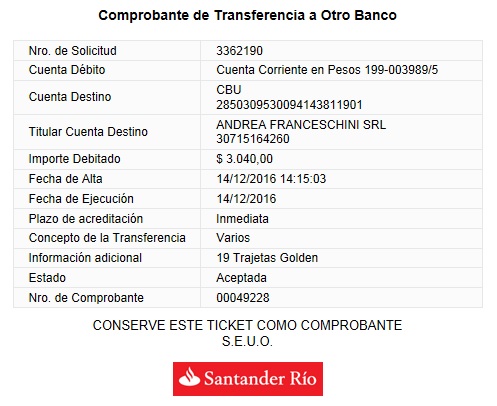 Comprobante de Transferencia a Otro Banco
Nro. de Solicitud 3362190
Cuenta Débito Cuenta Corriente en Pesos 199-003989/5
Cuenta Destino CBU
2850309530094143811901
Titular Cuenta Destino ANDREA FRANCESCHINI SRL
30715164260
Importe Debitado $ 3.040,00
Fecha de Alta 14/12/2016 14:15:03
Fecha de Ejecución 14/12/2016
Plazo de acreditación Inmediata
Concepto de la Transferencia Varios
Información adicional 19 Trajetas Golden
Estado Aceptada
Nro. de Comprobante 00049228
CONSERVE ESTE TICKET COMO COMPROBANTE
S.E.U.O.
Santander Río